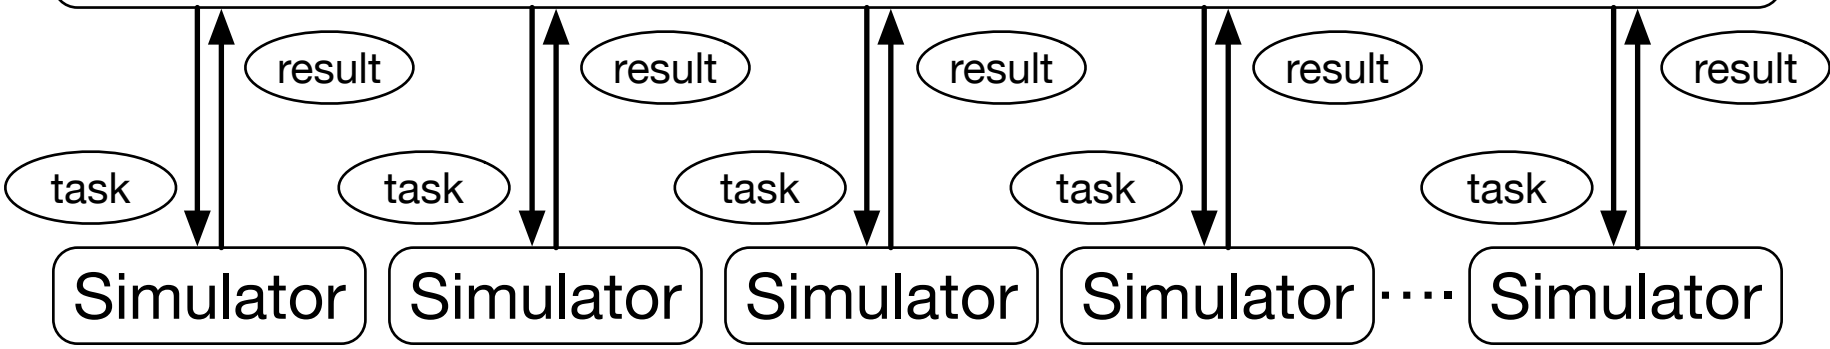 result result result result result
task task task task task
Simulator Simulator Simulator Simulator ···· Simulator